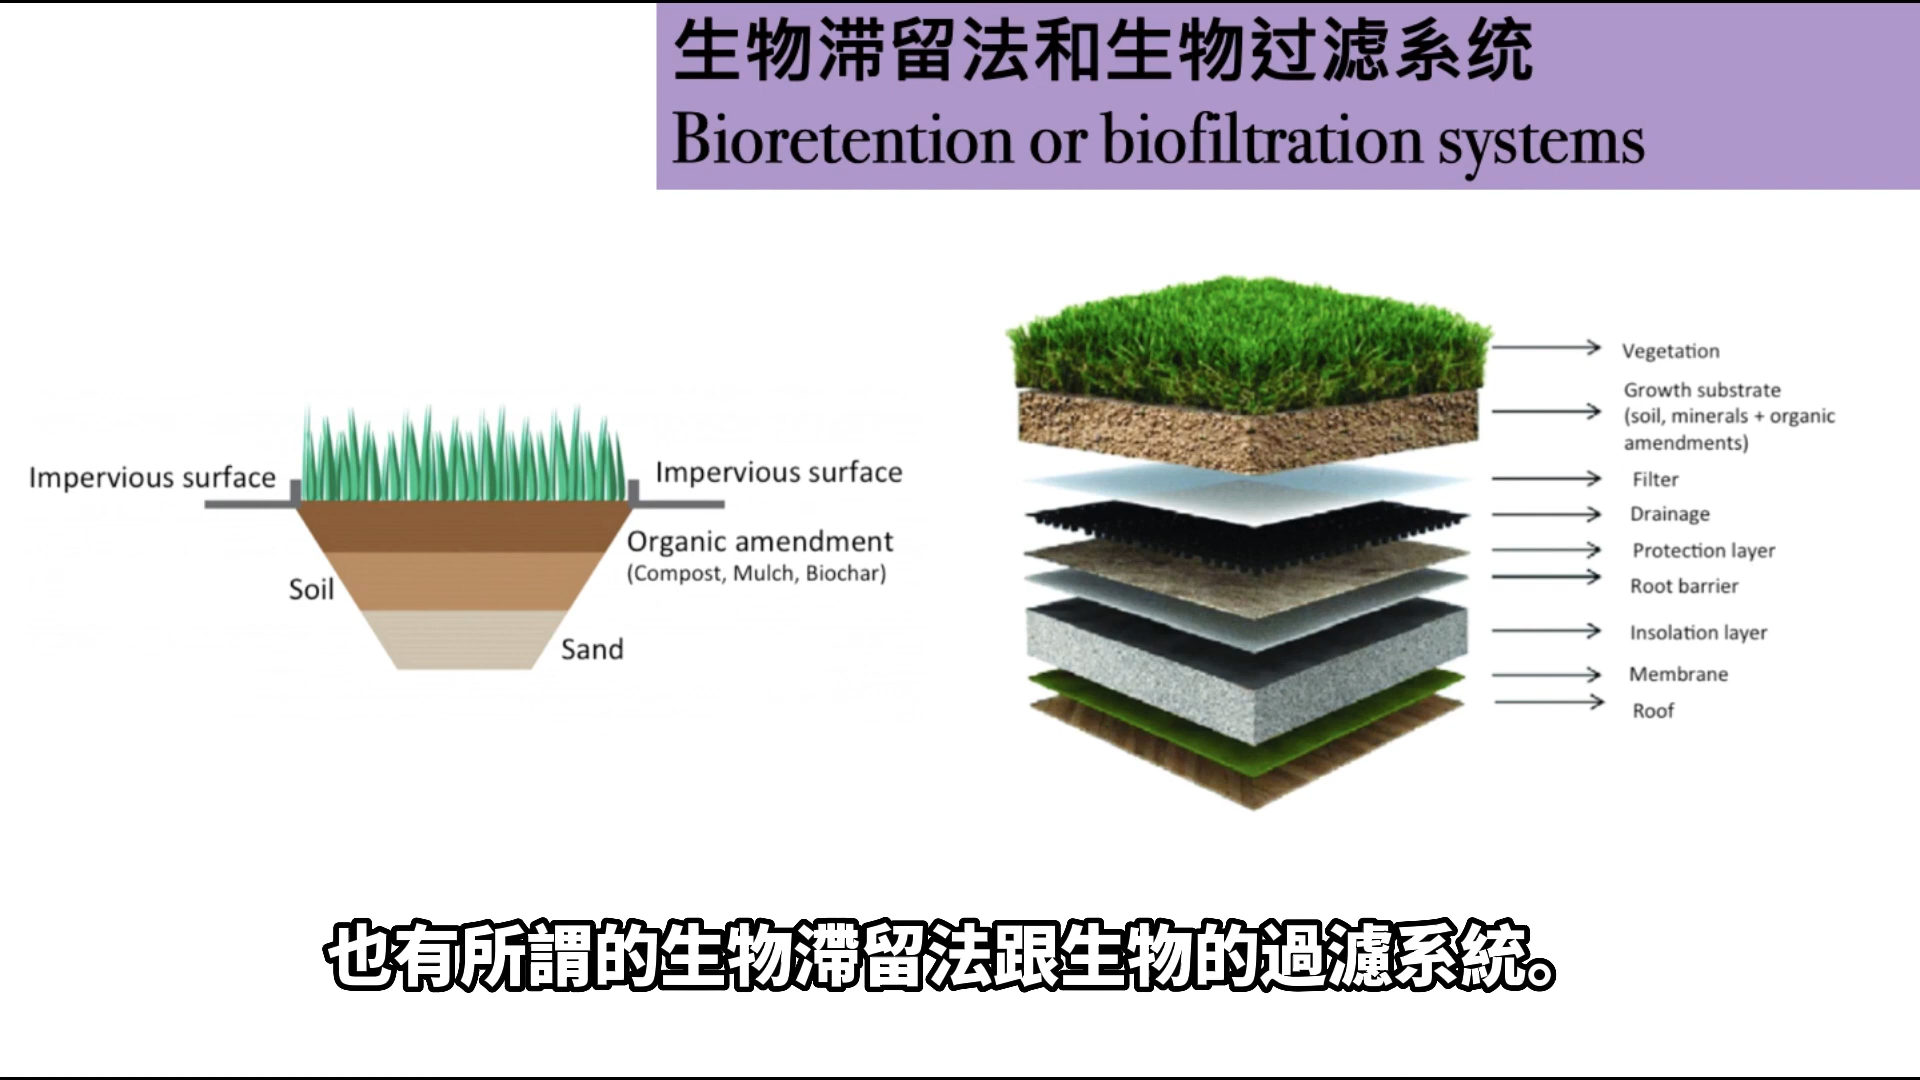 生物滞留法和生物过滤系统
Bioretention or biofiltration systems
Impervious surface
Impervious surface
Organic amendment
(Compost, Mulch, Biochar)
Soil
Sand
Vegetation
Growth substrate
(soil, minerals + organic
amendments)
Filter
Drainage
Protection layer
Root barrier
Insolation layer
Membrane
Roof
也有所謂的生物滯留法跟生物的過濾系統。